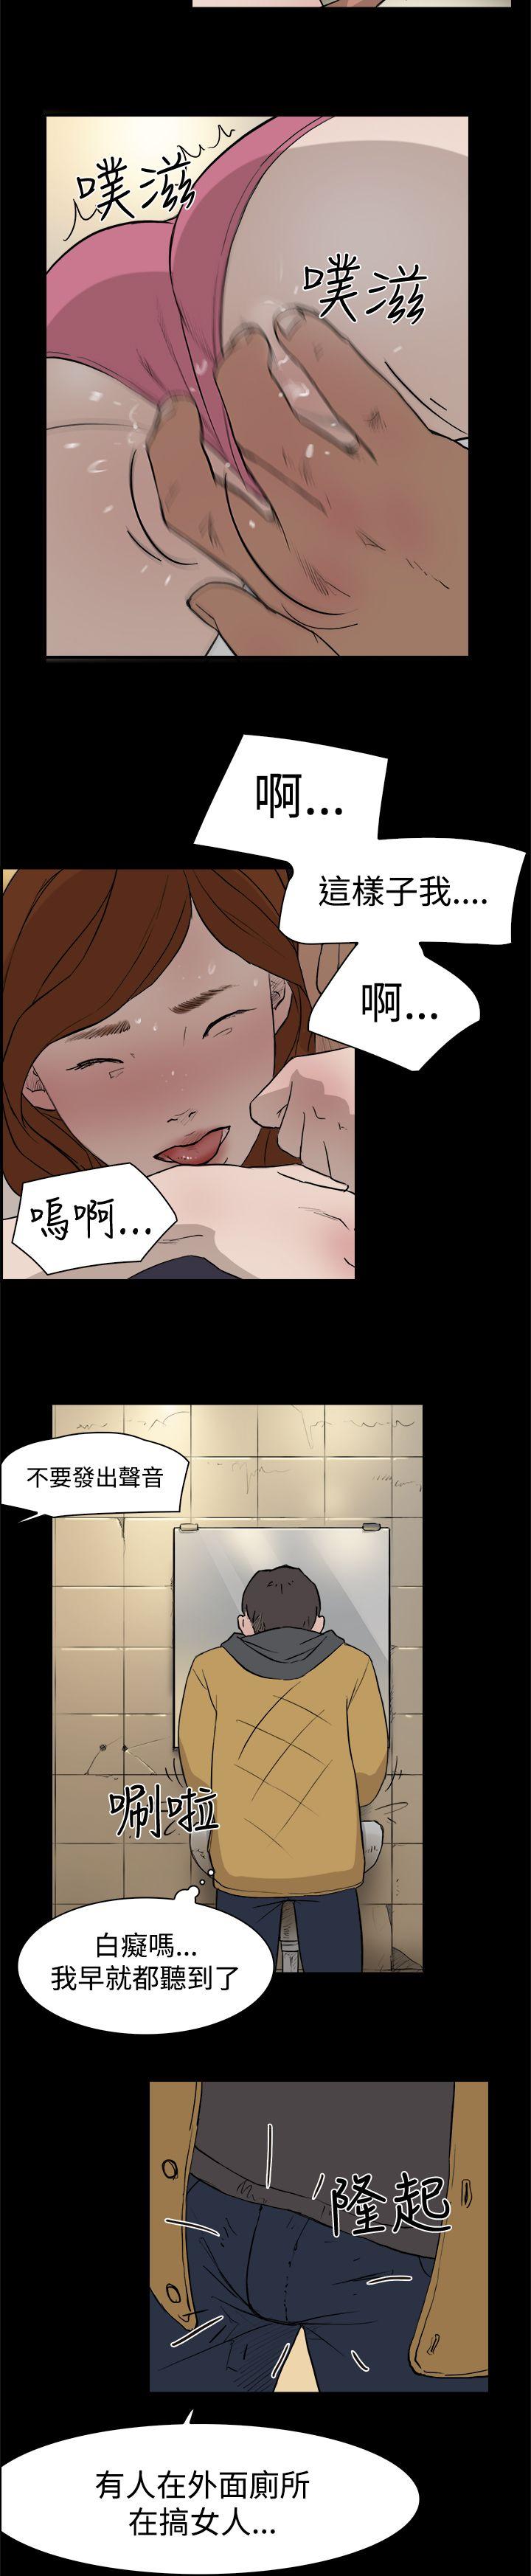 噗滋
噗滋
啊...
這樣子我....
啊...
嗚啊...
不要發出聲音
唰啦
白癡嗎...
我早就都聽到了
隆起
有人在外面廁所
在搞女人...